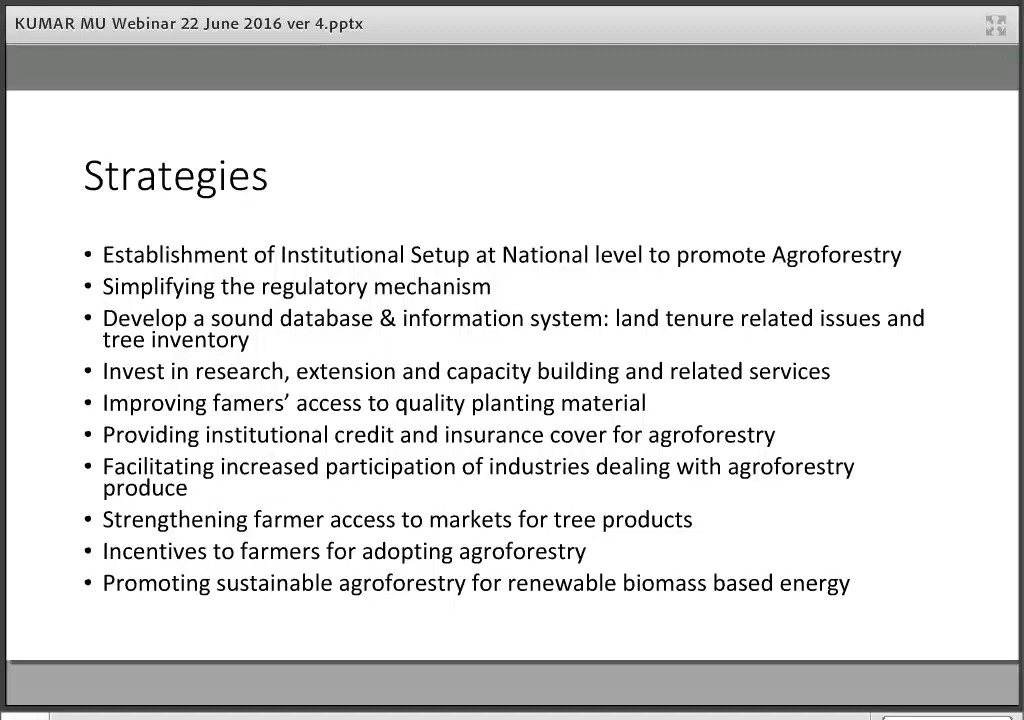 KUMAR MU Webinar 22 June 2016 ver 4.pptx
Strategies
• Establishment of Institutional Setup at National level to promote Agroforestry
• Simplifying the regulatory mechanism
• Develop a sound database & information system: land tenure related issues and
tree inventory
• Invest in research, extension and capacity building and related services
• Improving famers’ access to quality planting material
• Providing institutional credit and insurance cover for agroforestry
• Facilitating increased participation of industries dealing with agroforestry
produce
• Strengthening farmer access to markets for tree products
• Incentives to farmers for adopting agroforestry
• Promoting sustainable agroforestry for renewable biomass based energy